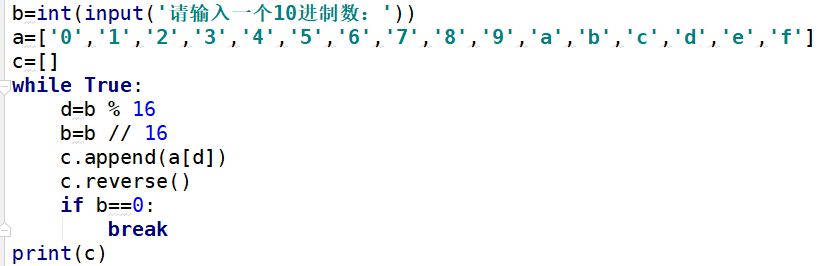 b=int(input('请输入一个10进制数：'))
a=['0','1','2','3','4','5','6','7','8','9','a','b','c','d','e','f']
c=[]
while True:
    d=b % 16
    b=b // 16
    c.append(a[d])
    c.reverse()
    if b==0:
        break
print(c)